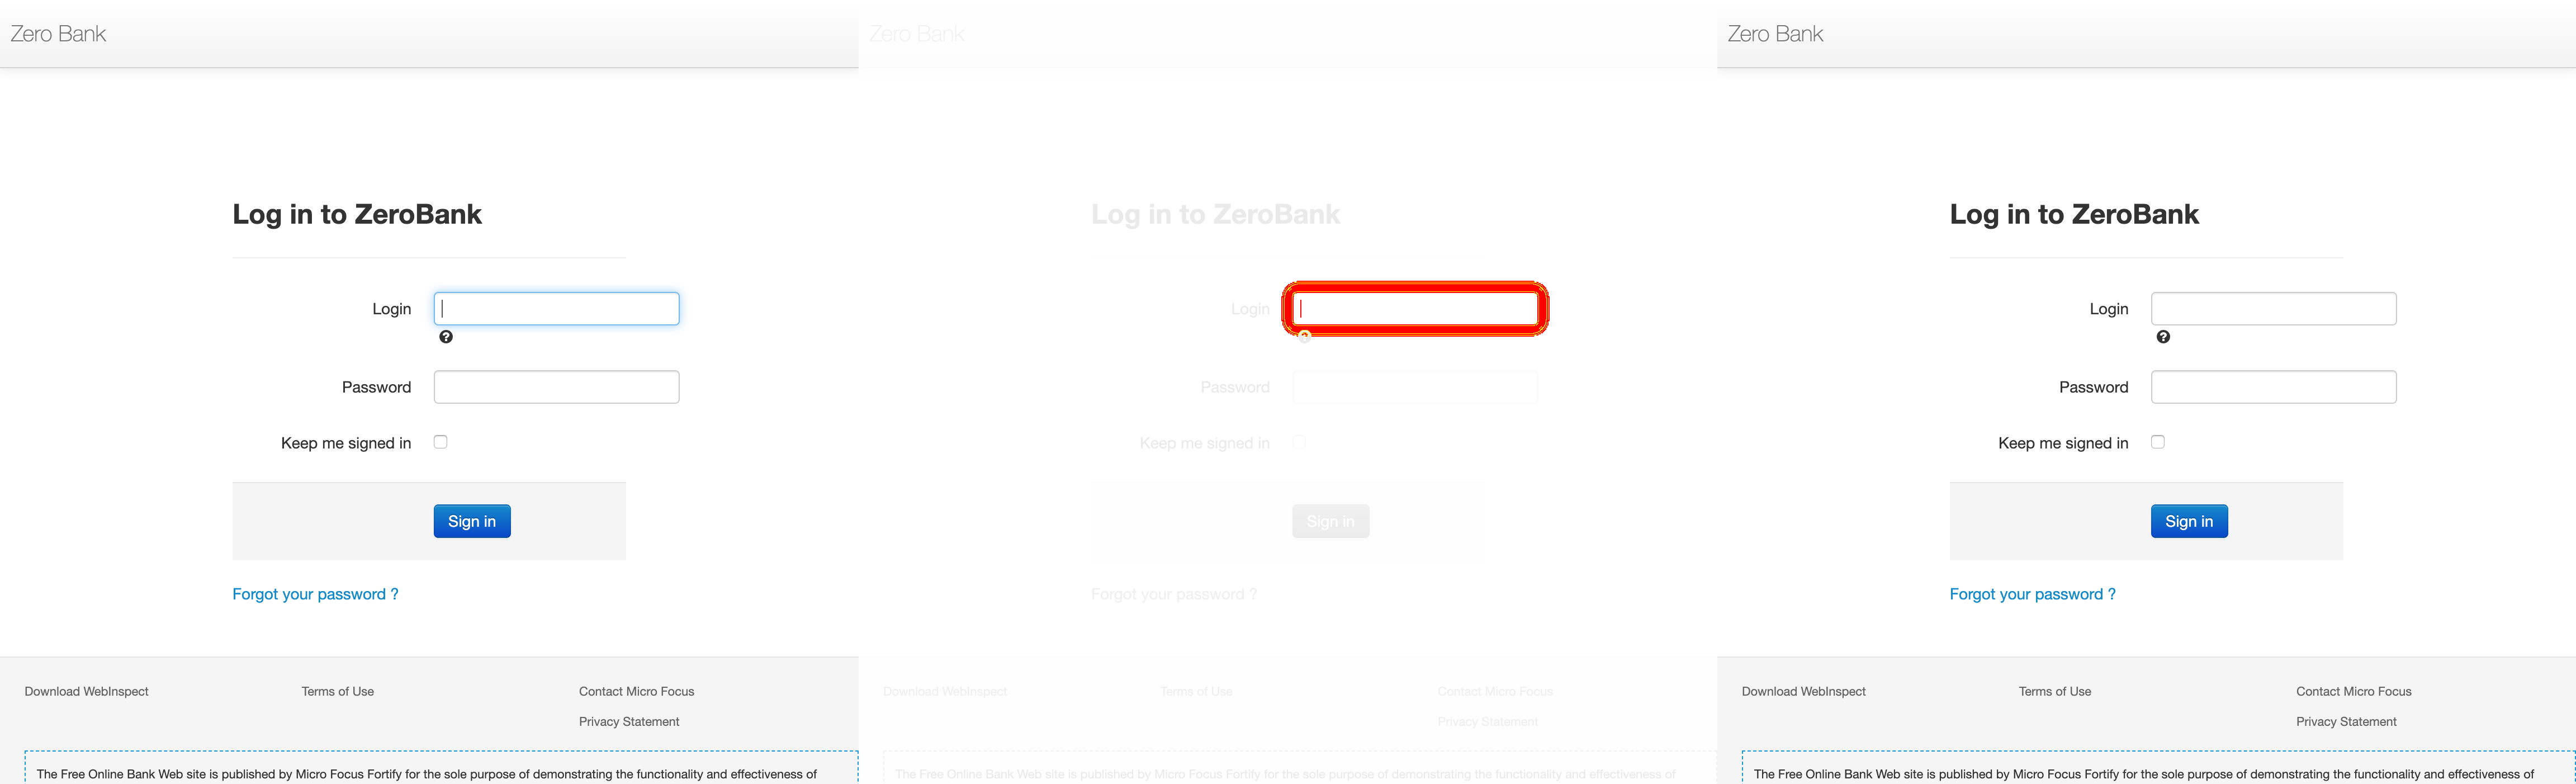 Zero Bank
Log in to ZeroBank
Login
?
Password
Keep me signed in
Sign in
Forgot your password ?
Download WebInspect Terms of Use Contact Micro Focus
Privacy Statement
The Free Online Bank Web site is published by Micro Focus Fortify for the sole purpose of demonstrating the functionality and effectiveness of
Zero Bank
Log in to ZeroBank
Login
Password
Keep me signed in
Sign in
Forgot your password ?
Download WebInspect Terms of Use Contact Micro Focus
Privacy Statement
The Free Online Bank Web site is published by Micro Focus Fortify for the sole purpose of demonstrating the functionality and effectiveness of
Zero Bank
Log in to ZeroBank
Login
?
Password
Keep me signed in
Sign in
Forgot your password ?
Download WebInspect Terms of Use Contact Micro Focus
Privacy Statement
The Free Online Bank Web site is published by Micro Focus Fortify for the sole purpose of demonstrating the functionality and effectiveness of